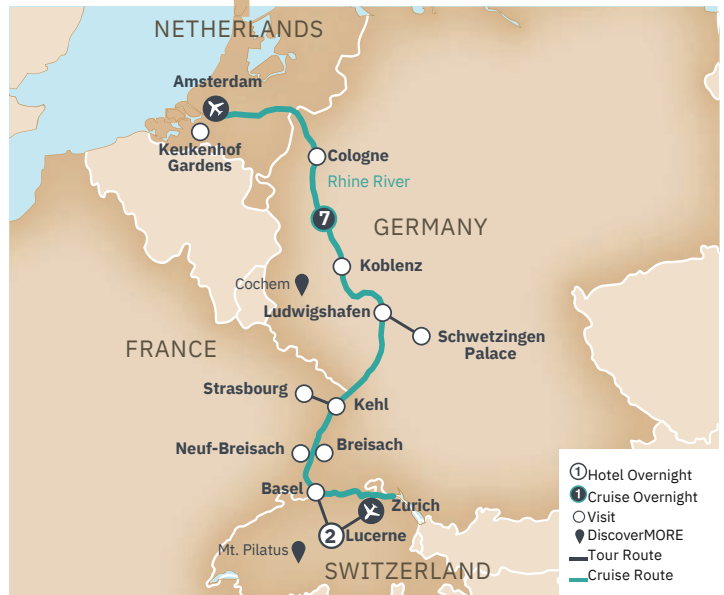 NETHERLANDS
Amsterdam
Keukenhof
Gardens
Cologne
Rhine River
7
GERMANY
Koblenz
Cochem
Ludwigshafen
Schwetzingen
Palace
FRANCE
Strasbourg
Kehl
Neuf-Breisach
Breisach
Basel
Zurich
2
Lucerne
Mt. Pilatus
SWITZERLAND
1 Hotel Overnight
1 Cruise Overnight
Visit
DiscoverMORE
Tour Route
Cruise Route